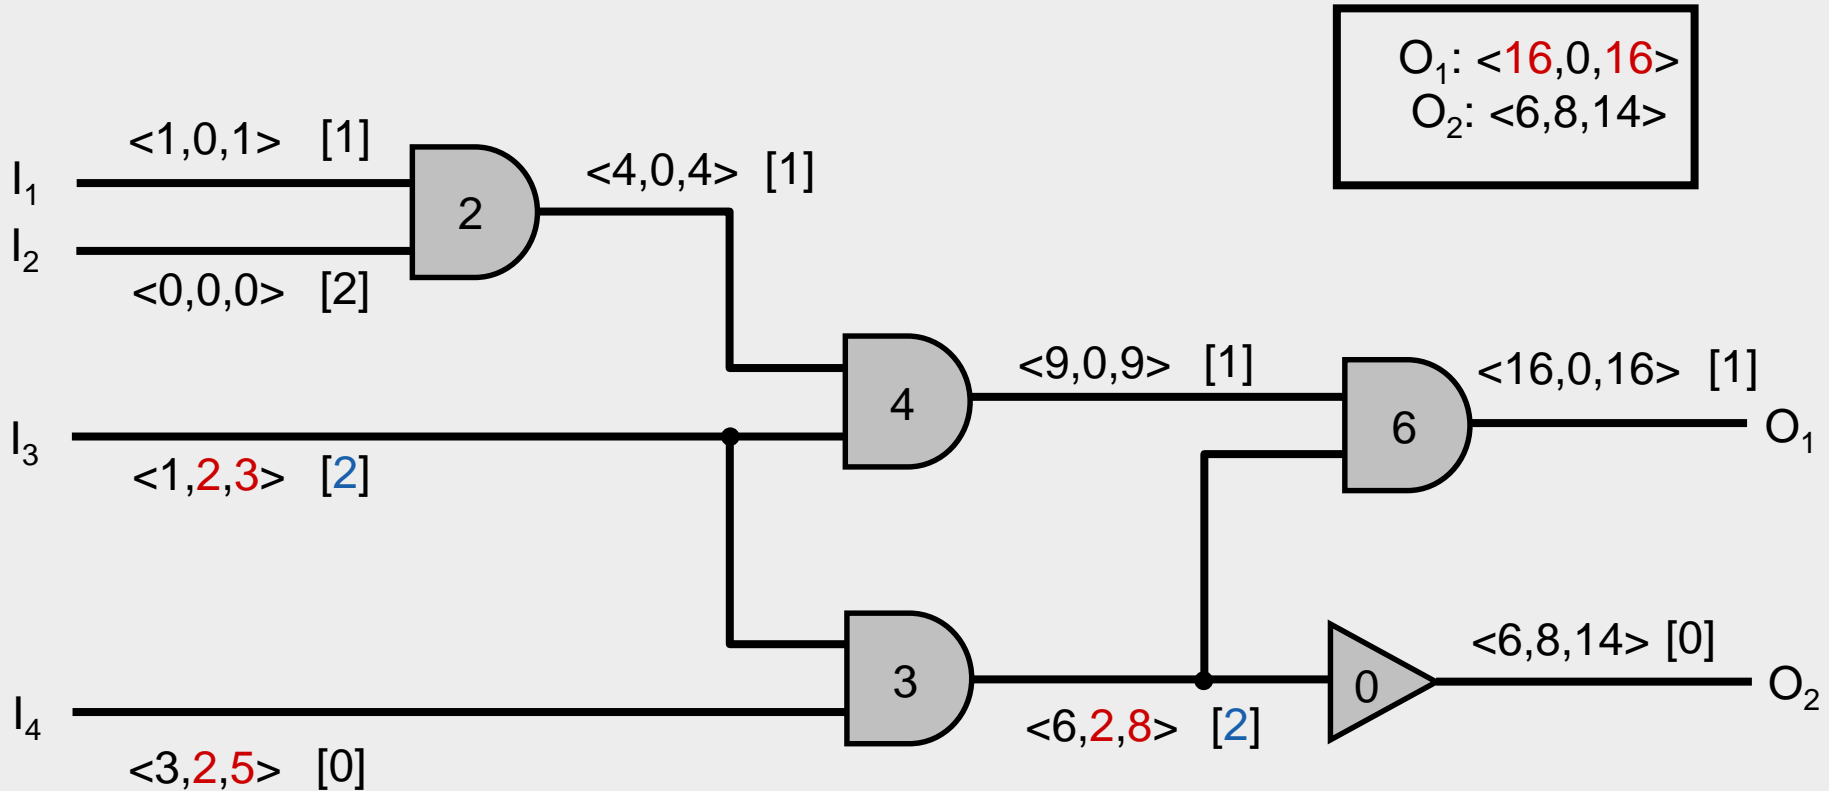 O₁: <16,0,16>
O₂: <6,8,14>
<1,0,1> [1]
I₁
2
<4,0,4> [1]
I₂
<0,0,0> [2]
4
<9,0,9> [1]
6
<16,0,16> [1]
O₁
I₃
<1,2,3> [2]
3
0
<6,8,14> [0]
O₂
I₄
<6,2,8> [2]
<3,2,5> [0]